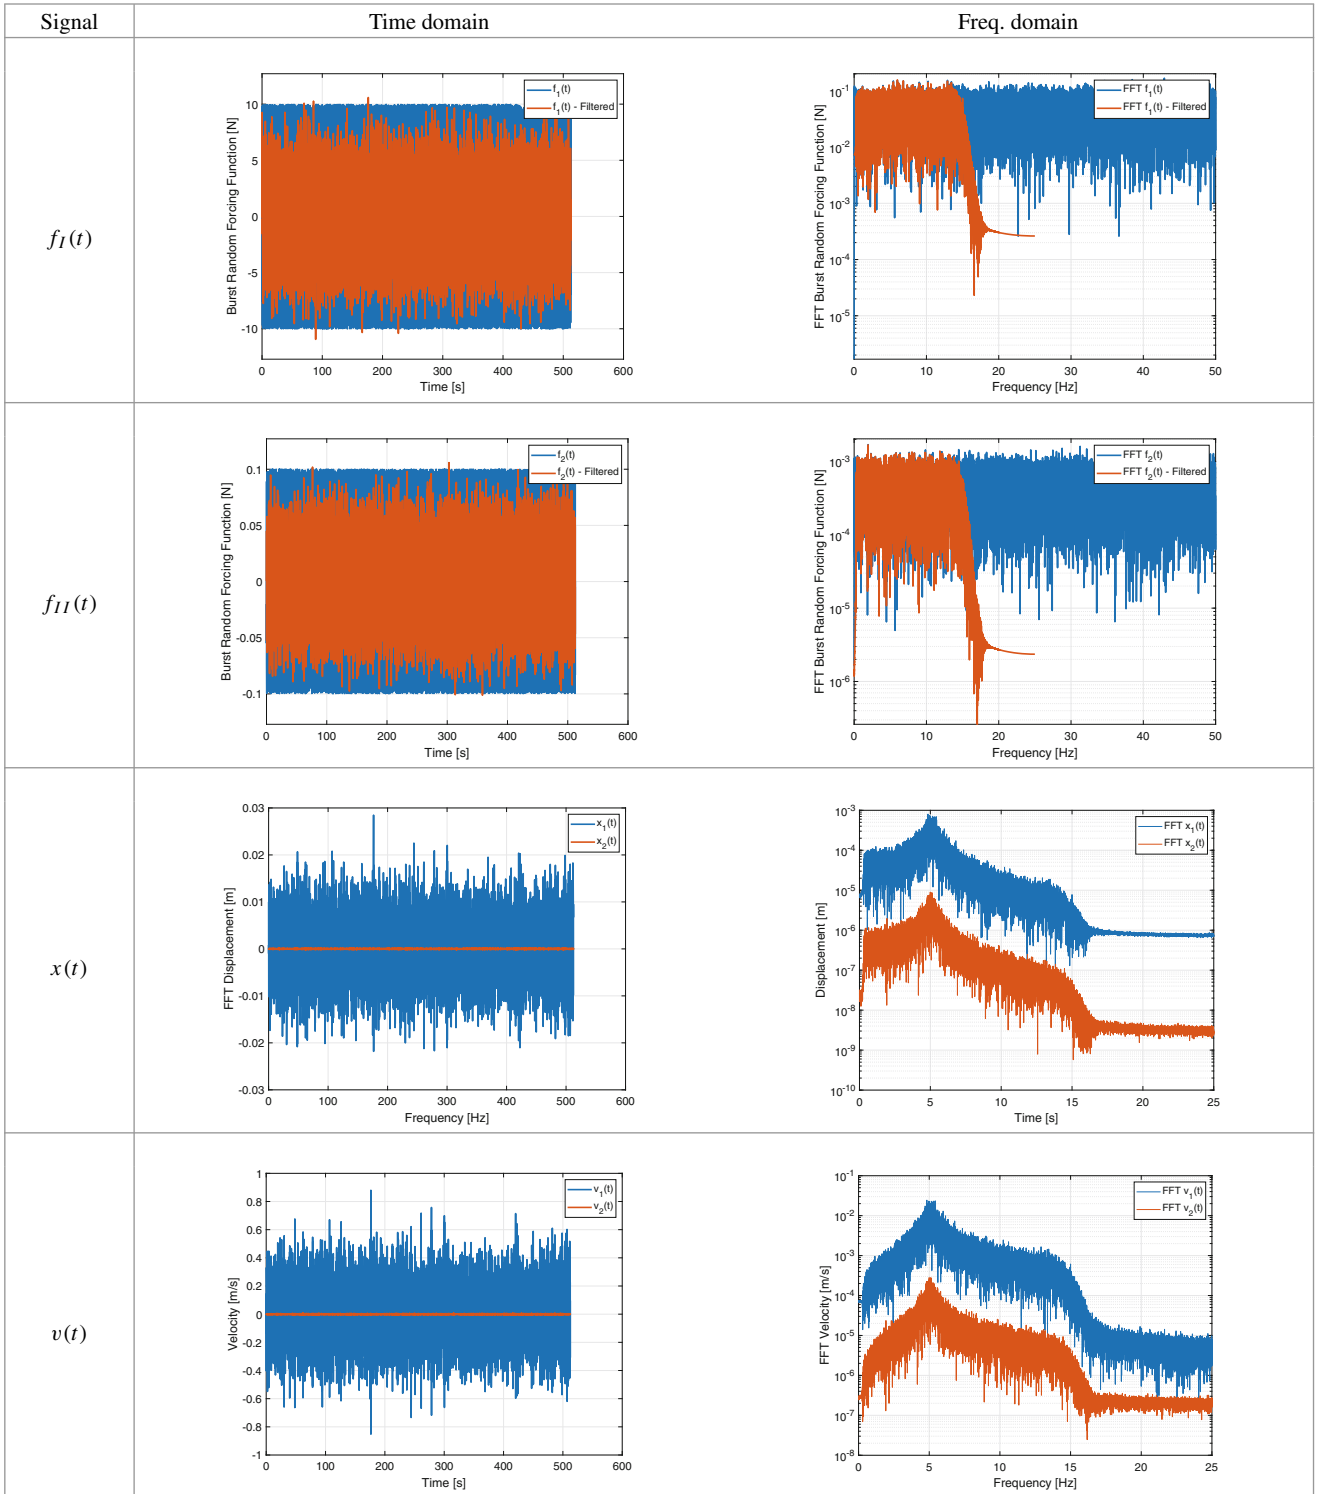 Signal Time domain Freq. domain
f_I(t)
Burst Random Forcing Function [N]
10
5
0
-5
-10
0 100 200 300 400 500 600
Time [s]
f_1(t)
f_1(t) - Filtered
FFT Burst Random Forcing Function [N]
10^-1
10^-2
10^-3
10^-4
10^-5
0 10 20 30 40 50
Frequency [Hz]
FFT f_1(t)
FFT f_1(t) - Filtered
f_II(t)
Burst Random Forcing Function [N]
0.1
0.05
0
-0.05
-0.1
0 100 200 300 400 500 600
Time [s]
f_2(t)
f_2(t) - Filtered
FFT Burst Random Forcing Function [N]
10^-3
10^-4
10^-5
10^-6
0 10 20 30 40 50
Frequency [Hz]
FFT f_2(t)
FFT f_2(t) - Filtered
x(t)
FFT Displacement [m]
0.03
0.02
0.01
0
-0.01
-0.02
-0.03
0 100 200 300 400 500 600
Frequency [Hz]
x_1(t)
x_2(t)
Displacement [m]
10^-3
10^-4
10^-5
10^-6
10^-7
10^-8
10^-9
10^-10
0 5 10 15 20 25
Time [s]
FFT x_1(t)
FFT x_2(t)
v(t)
Velocity [m/s]
1
0.8
0.6
0.4
0.2
0
-0.2
-0.4
-0.6
-0.8
-1
0 100 200 300 400 500 600
Time [s]
v_1(t)
v_2(t)
FFT Velocity [m/s]
10^-1
10^-2
10^-3
10^-4
10^-5
10^-6
10^-7
10^-8
0 5 10 15 20 25
Frequency [Hz]
FFT v_1(t)
FFT v_2(t)